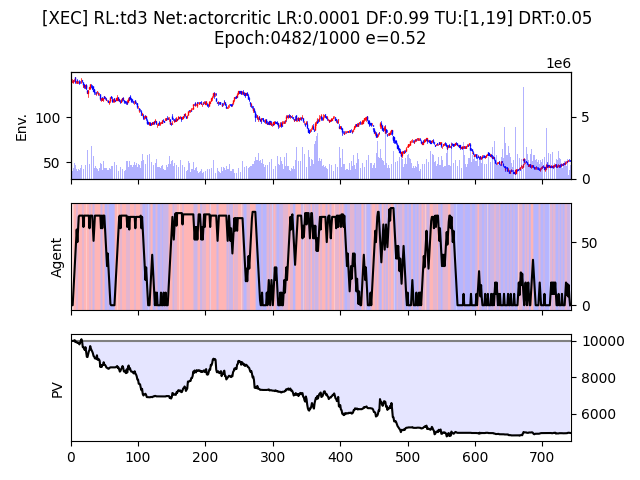 [XEC] RL:td3 Net:actorcritic LR:0.0001 DF:0.99 TU:[1,19] DRT:0.05
Epoch:0482/1000 e=0.52
1e6
Env.
100
50
5
0
Agent
50
0
PV
10000
8000
6000
0 100 200 300 400 500 600 700